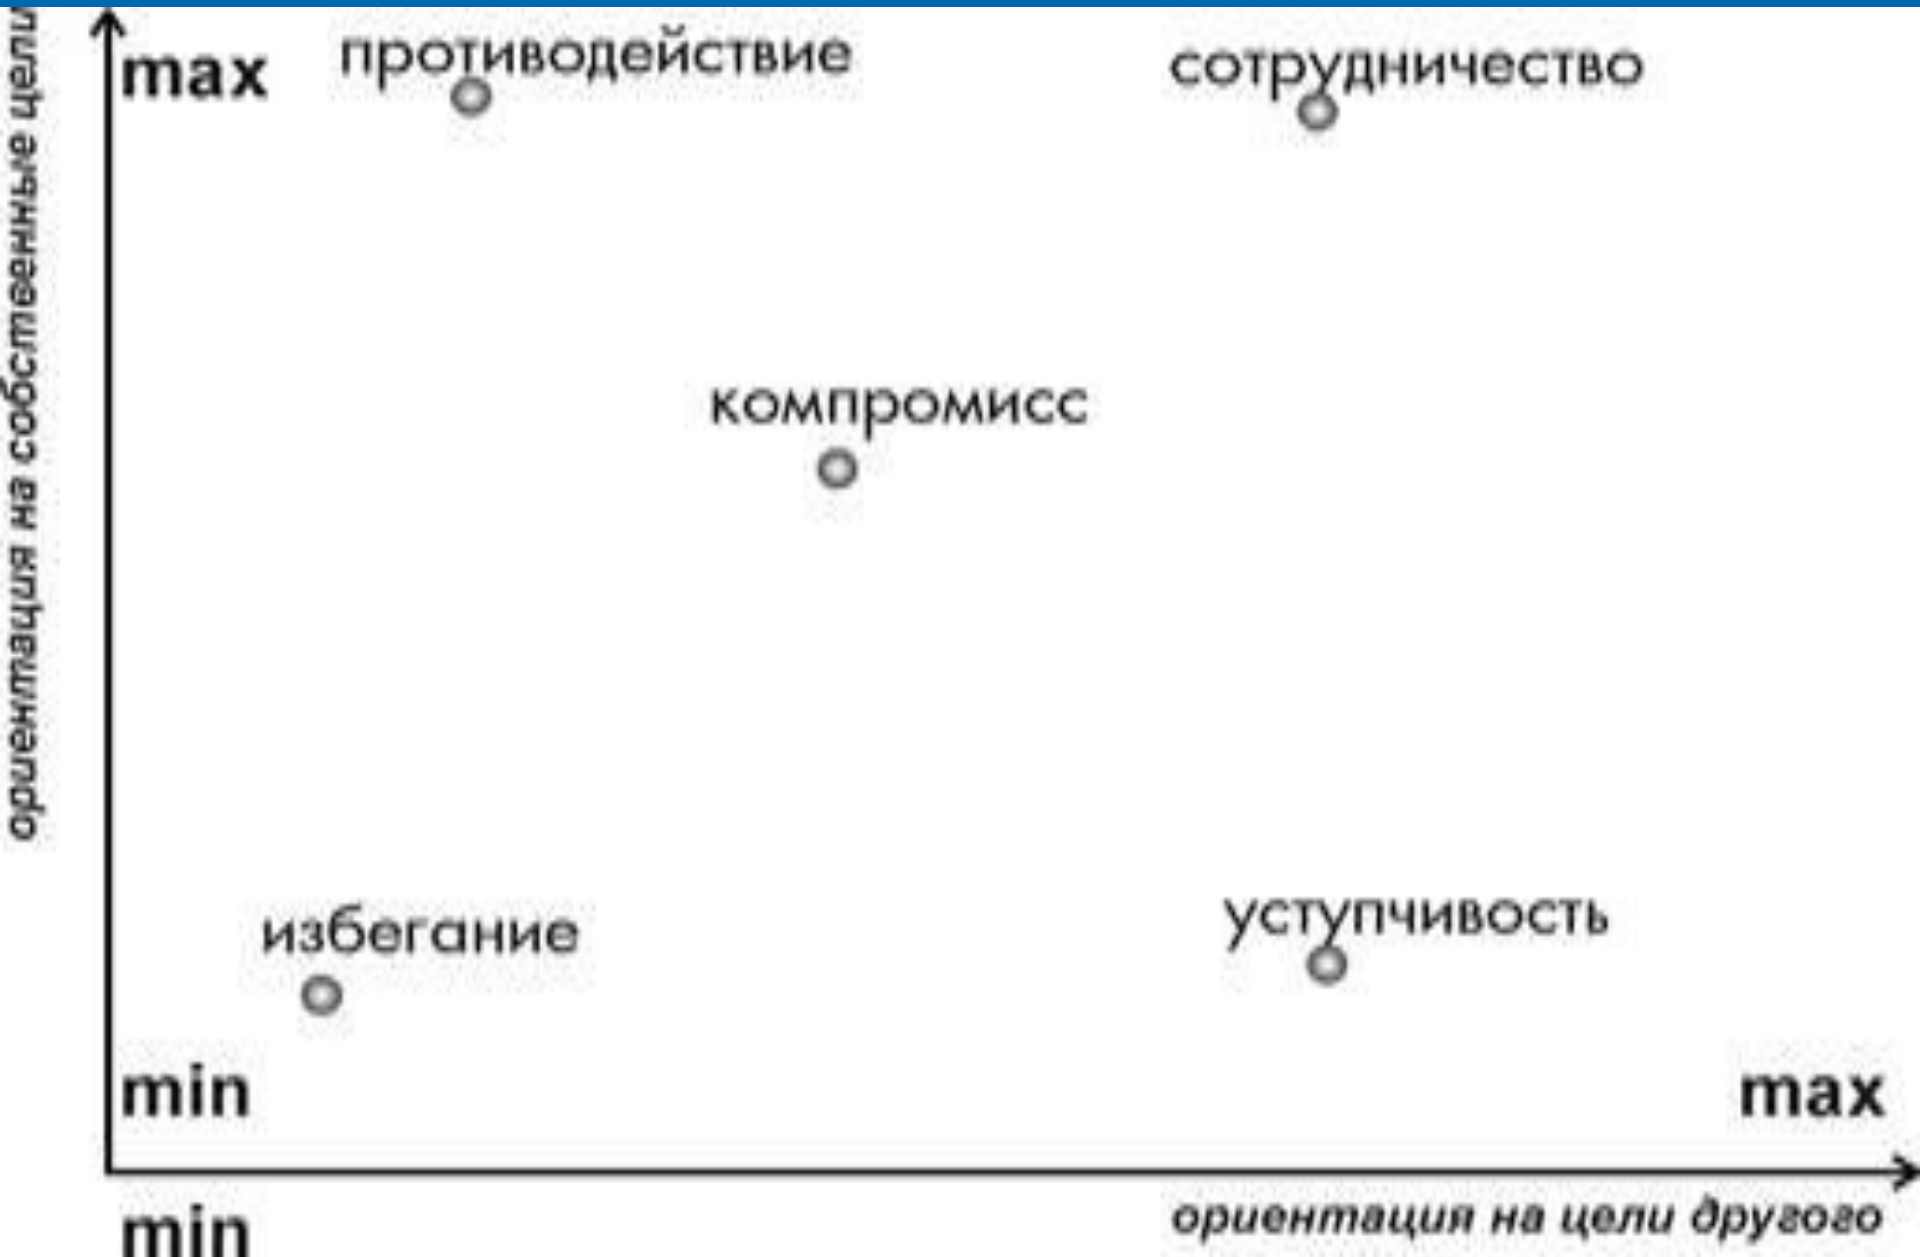 ориентация на собственные цели
max
противодействие
сотрудничество
компромисс
избегание
уступчивость
min
max
min
ориентация на цели другого